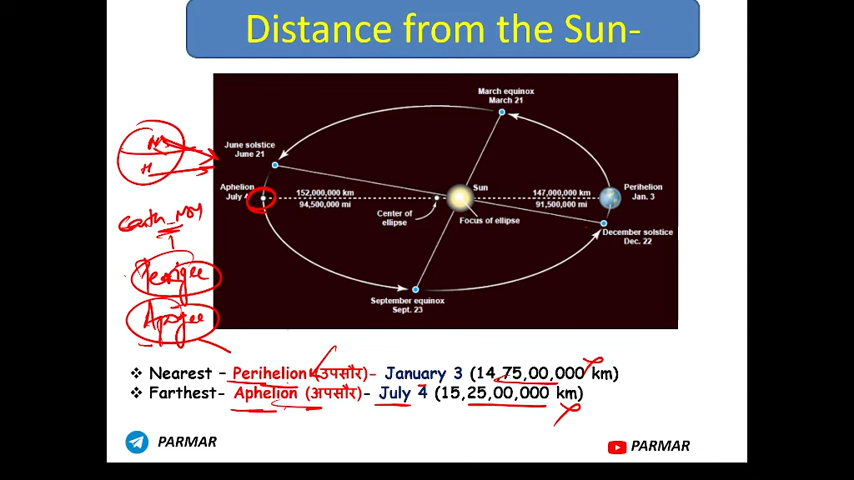 Distance from the Sun-
March equinox
March 21
June solstice
June 21
Aphelion
July 4
152,000,000 km
94,500,000 mi
Sun
147,000,000 km
91,500,000 mi
Perihelion
Jan. 3
Center of
ellipse
Focus of ellipse
December solstice
Dec. 22
September equinox
Sept. 23
Perigee
Apogee
❖ Nearest - Perihelion (उपसौर)- January 3 (14,75,00,000 km)
❖ Farthest- Aphelion (अपसौर)- July 4 (15,25,00,000 km)
PARMAR
PARMAR